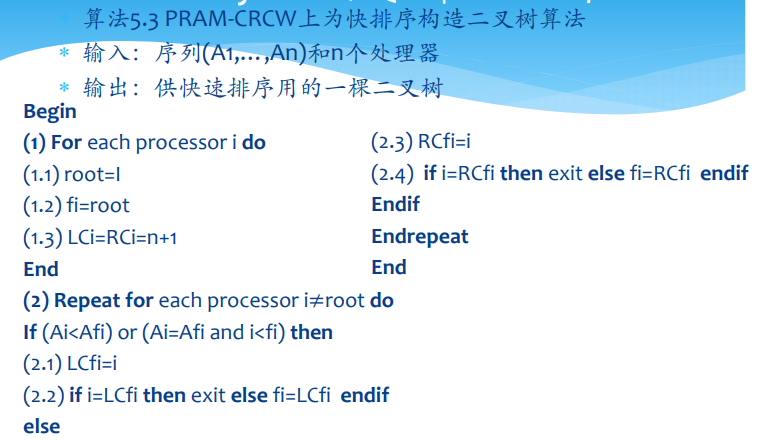 * 算法5.3 PRAM-CRCW上为快排序构造二叉树算法
* 输入：序列(A1,…,An)和n个处理器
* 输出：供快速排序用的一棵二叉树
Begin
(1) For each processor i do
(1.1) root=I
(1.2) fi=root
(1.3) LCi=RCi=n+1
End
(2) Repeat for each processor i≠root do
If (Ai<Afi) or (Ai=Afi and i<fi) then
(2.1) LCfi=i
(2.2) if i=LCfi then exit else fi=LCfi endif
else
(2.3) RCfi=i
(2.4) if i=RCfi then exit else fi=RCfi endif
Endif
Endrepeat
End